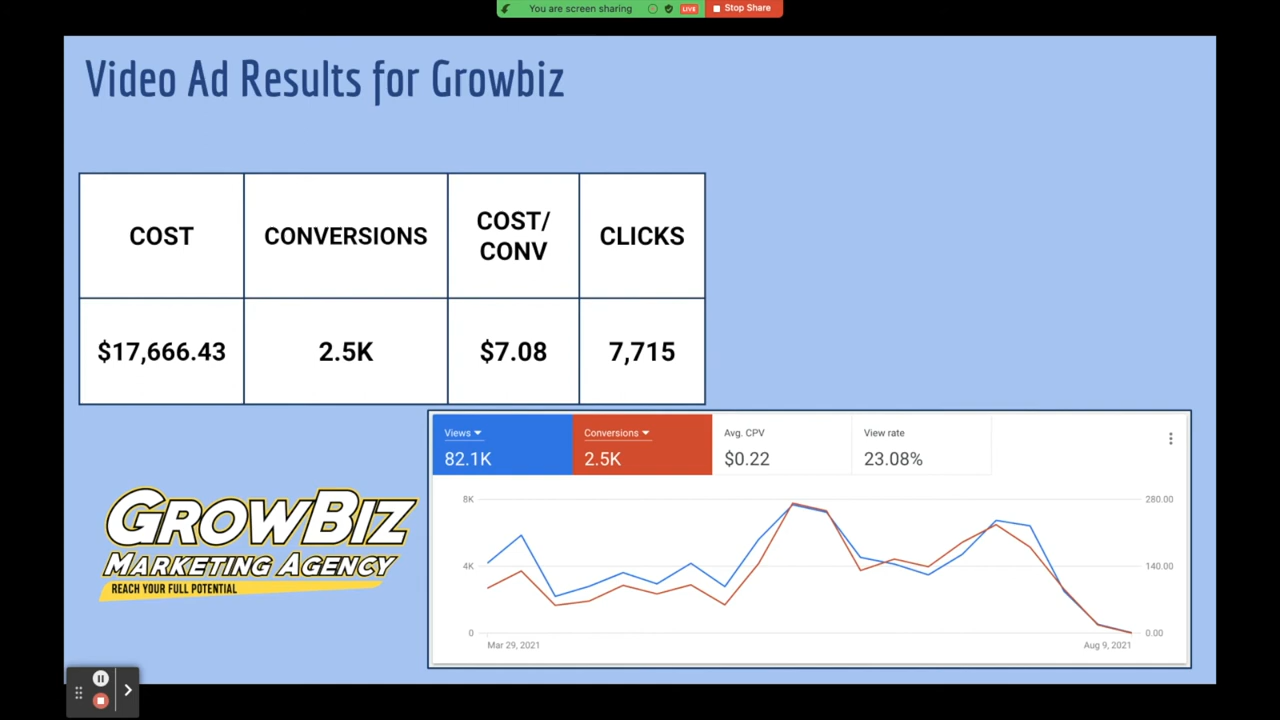 You are screen sharing LIVE Stop Share
Video Ad Results for Growbiz
COST CONVERSIONS COST/ CONV CLICKS
$17,666.43 2.5K $7.08 7,715
Views Conversions Avg. CPV View rate
82.1K 2.5K $0.22 23.08%
8K 280.00
4K 140.00
0 0.00
Mar 29, 2021 Aug 9, 2021
GROWBIZ
MARKETING AGENCY
REACH YOUR FULL POTENTIAL